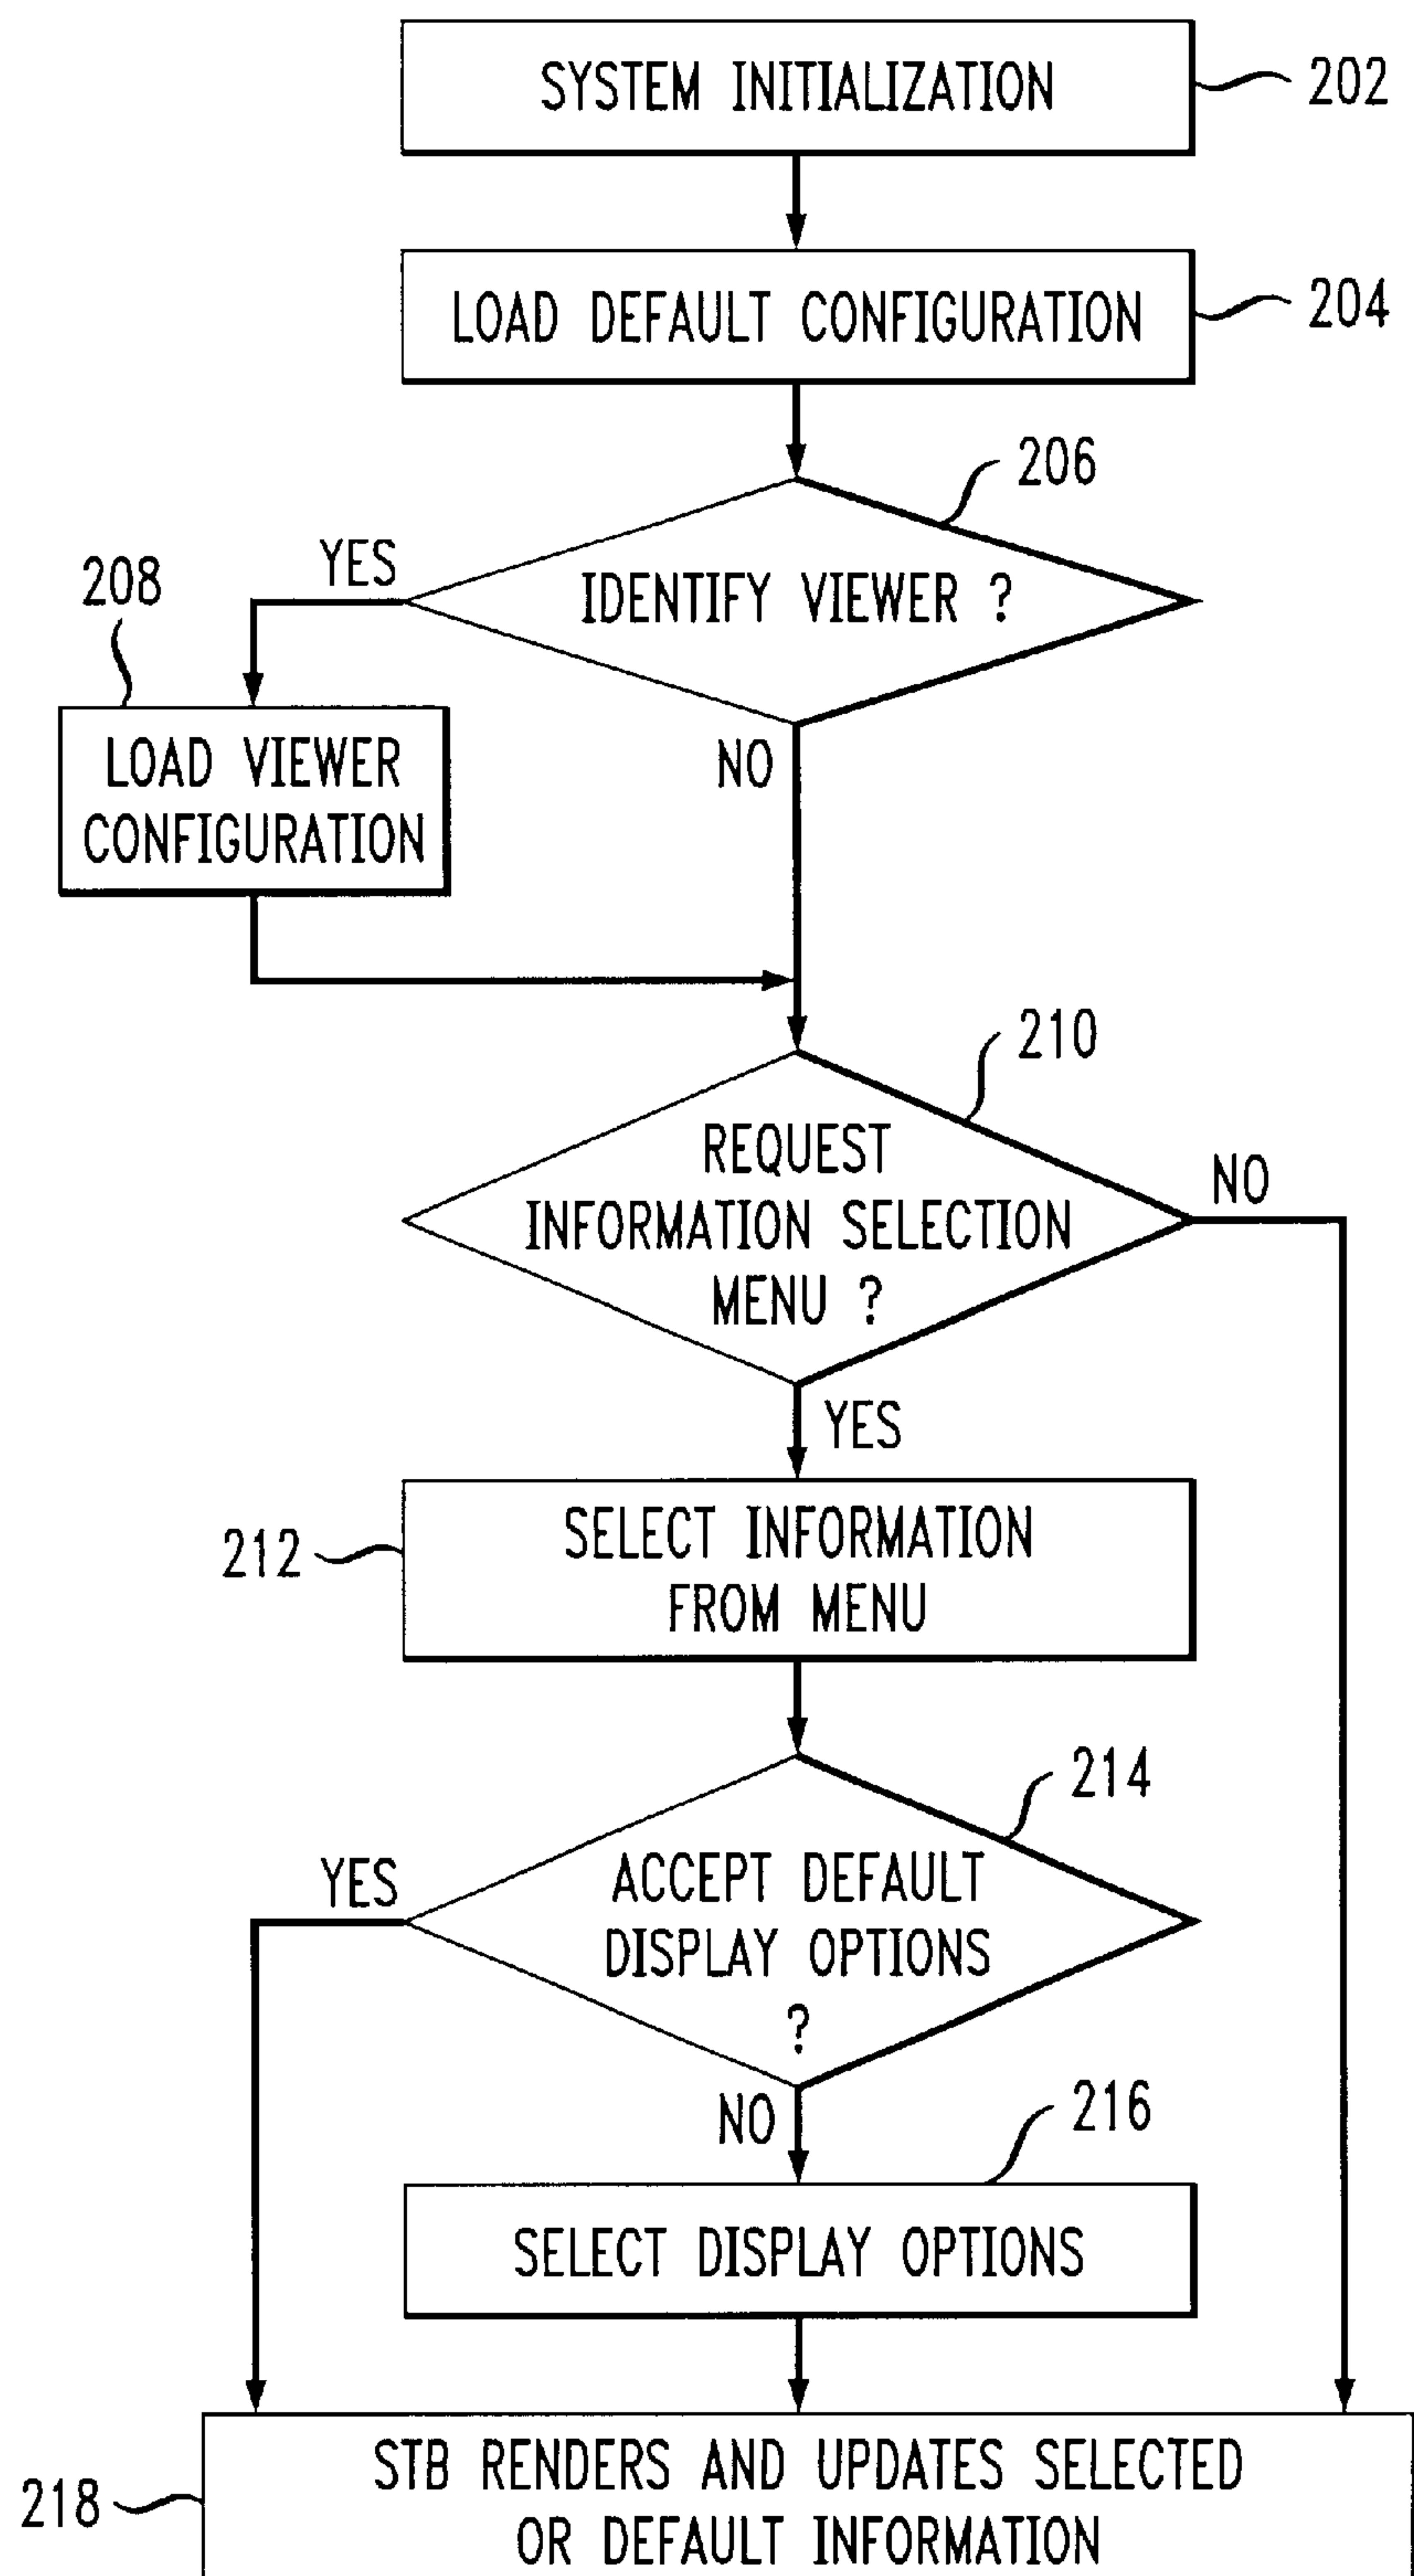 SYSTEM INITIALIZATION
202
LOAD DEFAULT CONFIGURATION
204
206
IDENTIFY VIEWER ?
YES
208
LOAD VIEWER
CONFIGURATION
NO
210
REQUEST
INFORMATION SELECTION
MENU ?
NO
YES
212
SELECT INFORMATION
FROM MENU
214
ACCEPT DEFAULT
DISPLAY OPTIONS
?
YES
NO
216
SELECT DISPLAY OPTIONS
218
STB RENDERS AND UPDATES SELECTED
OR DEFAULT INFORMATION